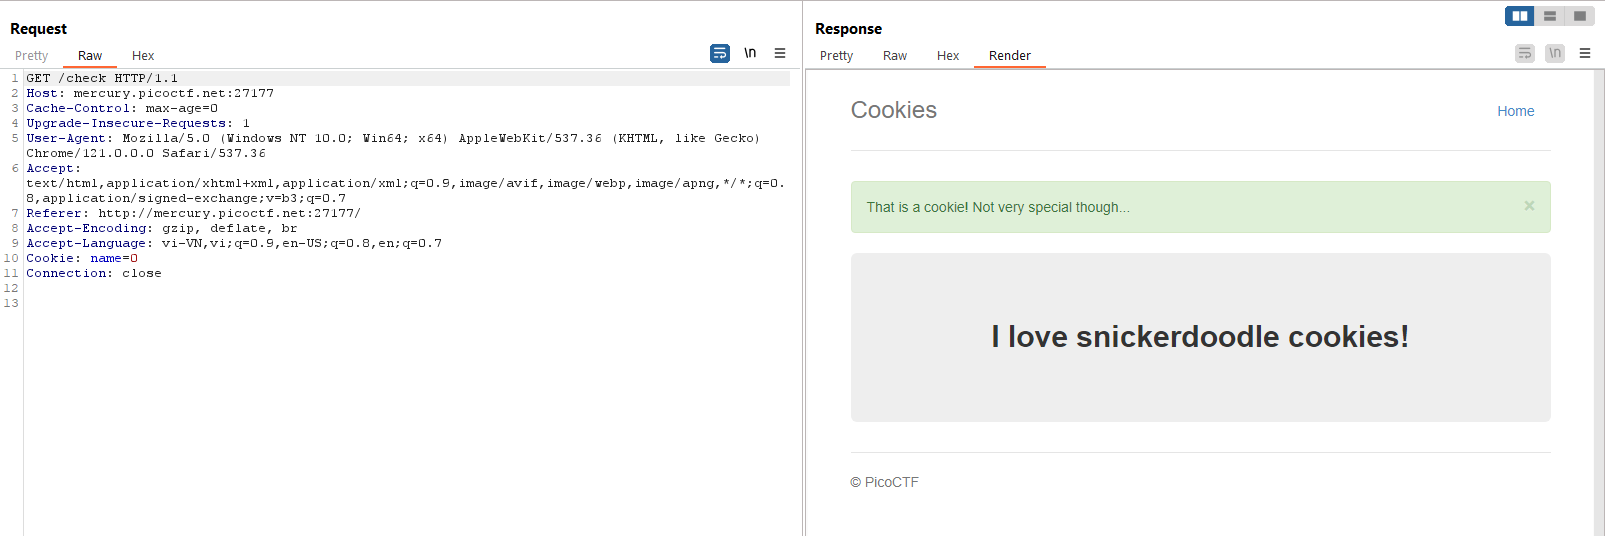 Request
Pretty Raw Hex
\n
1 GET /check HTTP/1.1
2 Host: mercury.picoctf.net:27177
3 Cache-Control: max-age=0
4 Upgrade-Insecure-Requests: 1
5 User-Agent: Mozilla/5.0 (Windows NT 10.0; Win64; x64) AppleWebKit/537.36 (KHTML, like Gecko)
Chrome/121.0.0.0 Safari/537.36
6 Accept:
text/html,application/xhtml+xml,application/xml;q=0.9,image/avif,image/webp,image/apng,*/*;q=0.
8,application/signed-exchange;v=b3;q=0.7
7 Referer: http://mercury.picoctf.net:27177/
8 Accept-Encoding: gzip, deflate, br
9 Accept-Language: vi-VN,vi;q=0.9,en-US;q=0.8,en;q=0.7
10 Cookie: name=0
11 Connection: close
12
13
Response
Pretty Raw Hex Render
\n
Cookies
Home
That is a cookie! Not very special though...
×
I love snickerdoodle cookies!
© PicoCTF